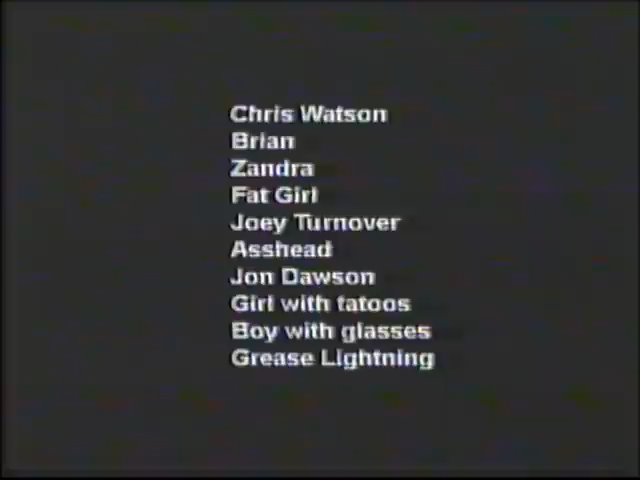 Chris Watson
Brian
Zandra
Fat Girl
Joey Turnover
Asshead
Jon Dawson
Girl with tatoos
Boy with glasses
Grease Lightning